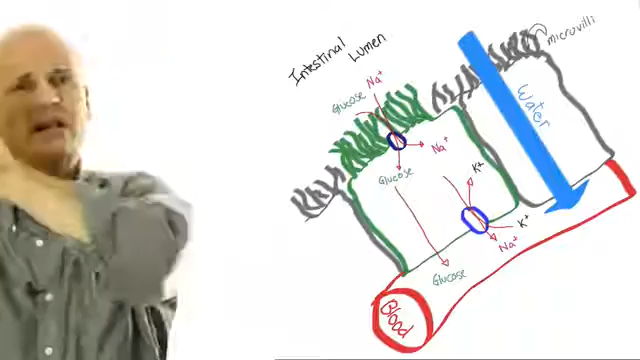 Intestinal Lumen
microvilli
Na+
Glucose
Water
Na+
Glucose
K+
K+
Na+
Glucose
Blood